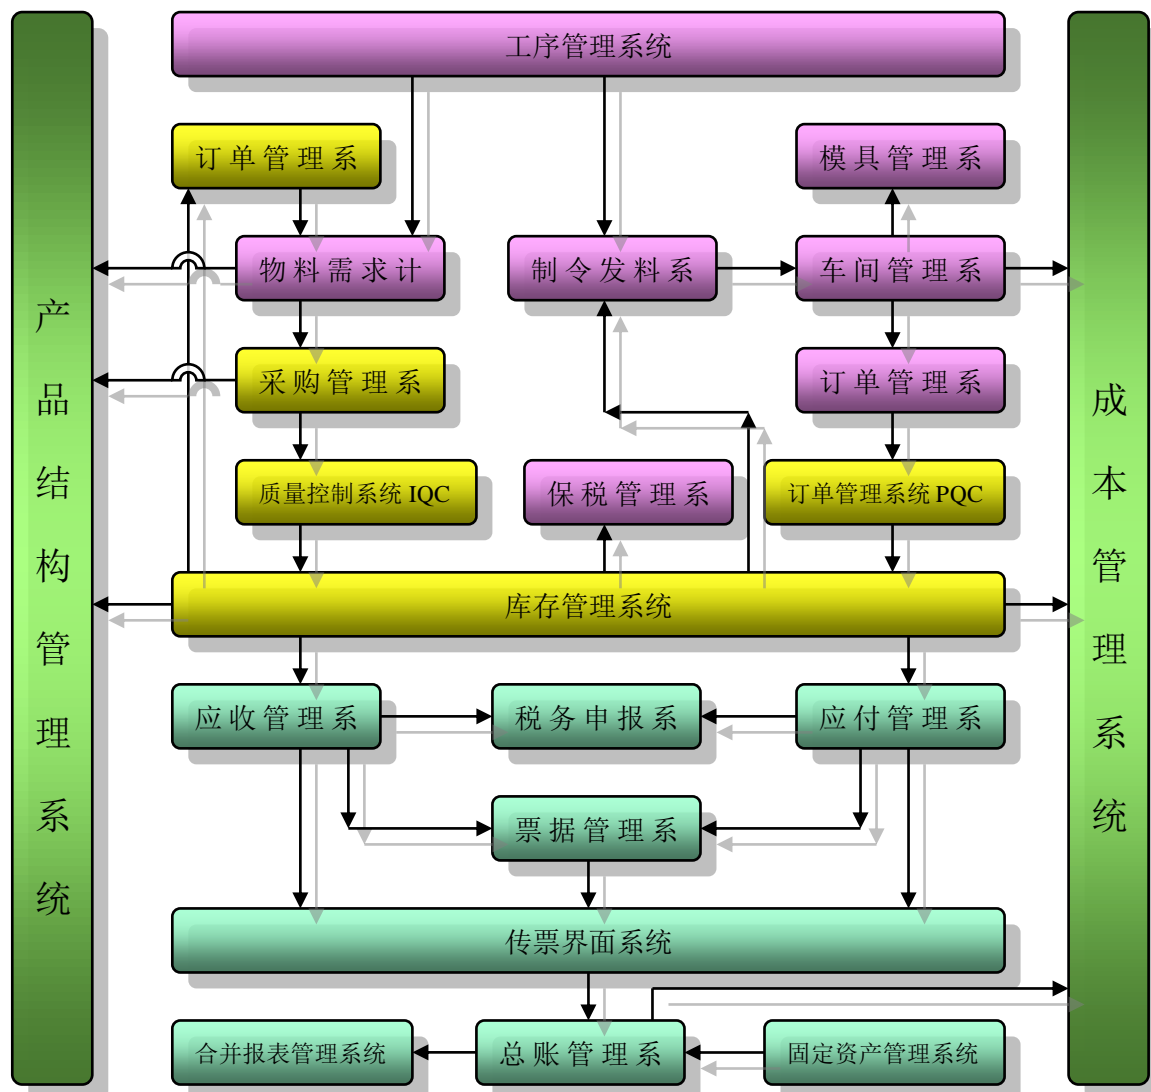 工序管理系统
订单管理系
模具管理系
物料需求计
制令发料系
车间管理系
采购管理系
订单管理系
质量控制系统 IQC
保税管理系
订单管理系统 PQC
库存管理系统
应收管理系
税务申报系
应付管理系
票据管理系
传票界面系统
合并报表管理系统
总账管理系
固定资产管理系统
产品结构管理系统
成本管理系统